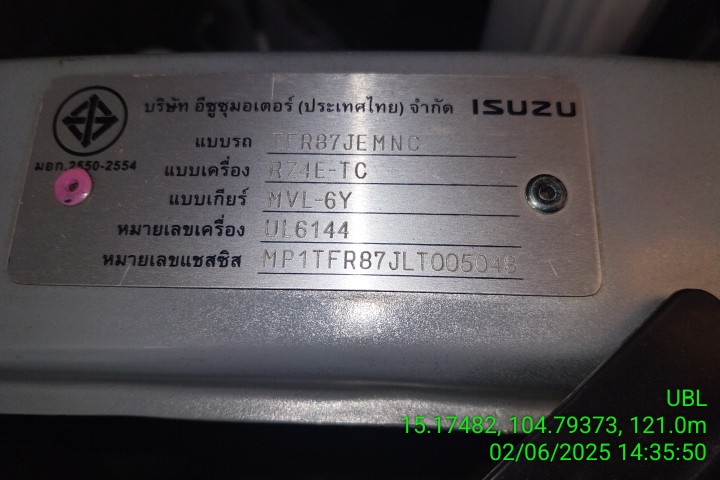 บริษัท อีซูซุมอเตอร์ (ประเทศไทย) จำกัด ISUZU
แบบรถ TFR87JEMNC
มอก.2550-2554
แบบเครื่อง RZ4E-TC
แบบเกียร์ MVL-6Y
หมายเลขเครื่อง UL6144
หมายเลขแชสซิส MP1TFR87JLT005048
UBL
15.17482, 104.79373, 121.0m
02/06/2025 14:35:50